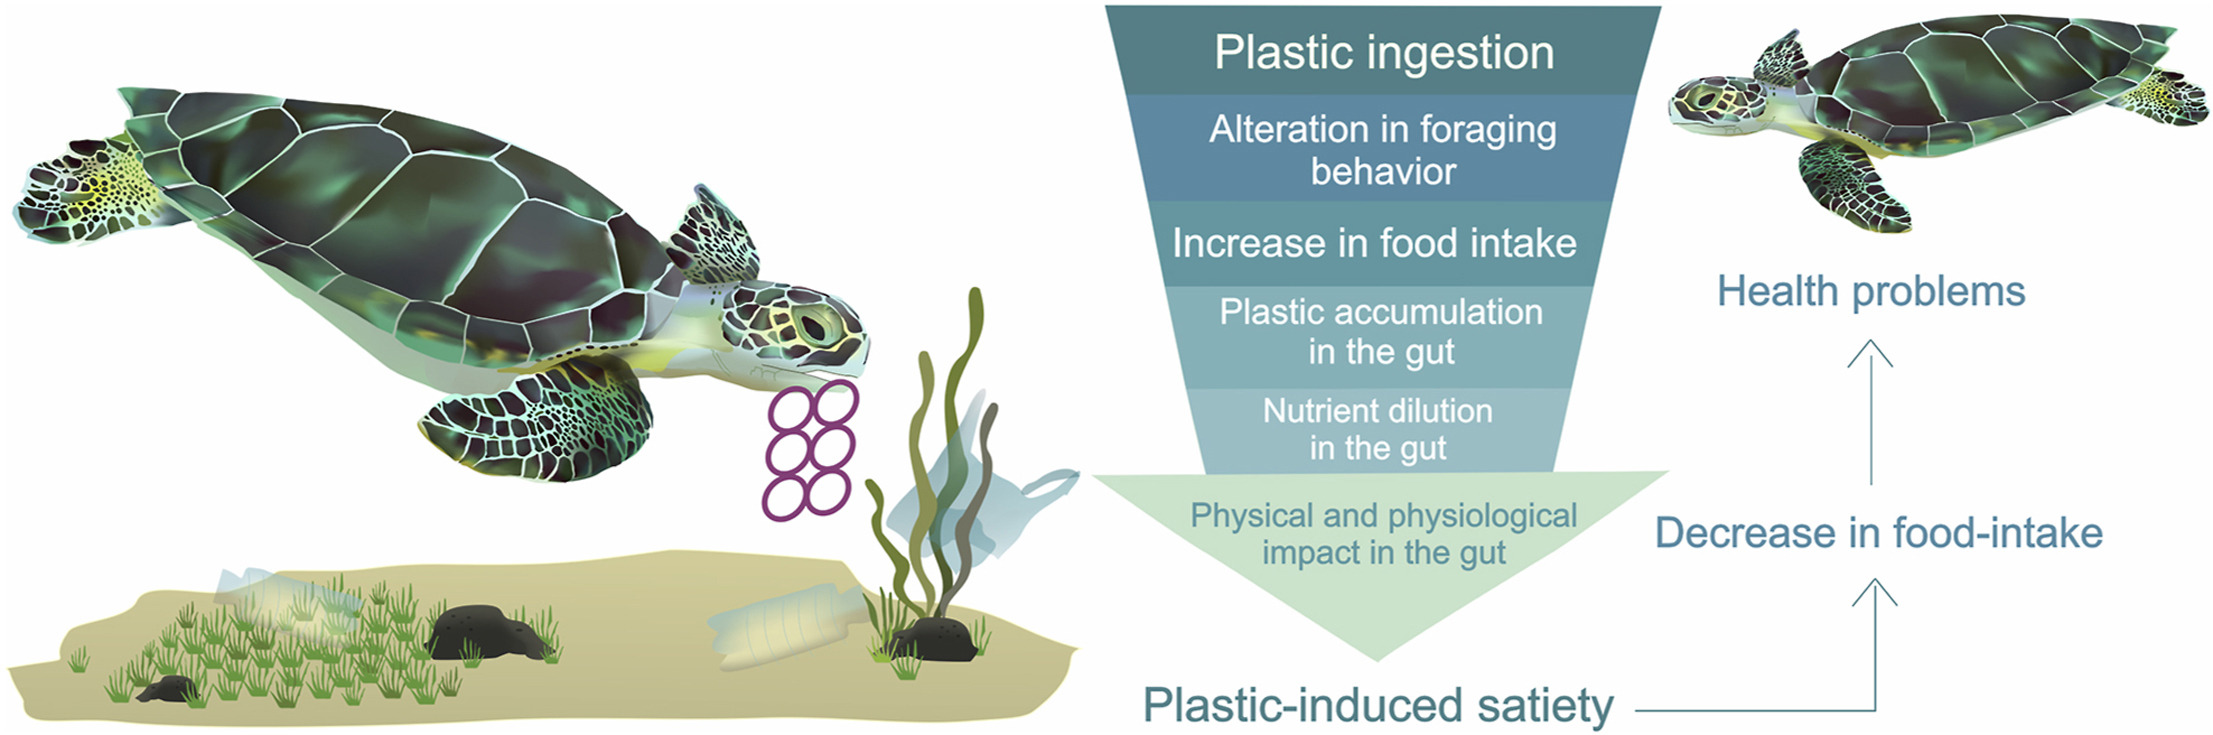 Plastic ingestion
Alteration in foraging
behavior
Increase in food intake
Plastic accumulation
in the gut
Nutrient dilution
in the gut
Physical and physiological
impact in the gut
Plastic-induced satiety
Decrease in food-intake
Health problems